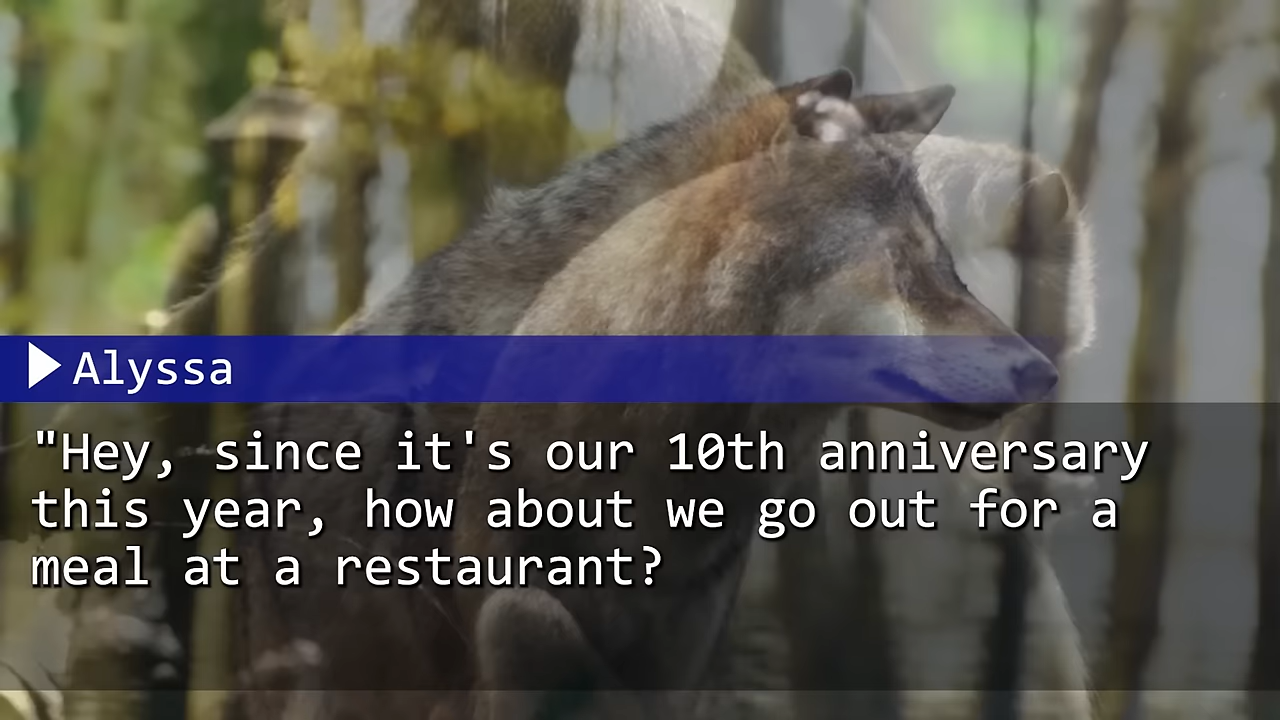 Alyssa
"Hey, since it's our 10th anniversary
this year, how about we go out for a
meal at a restaurant?